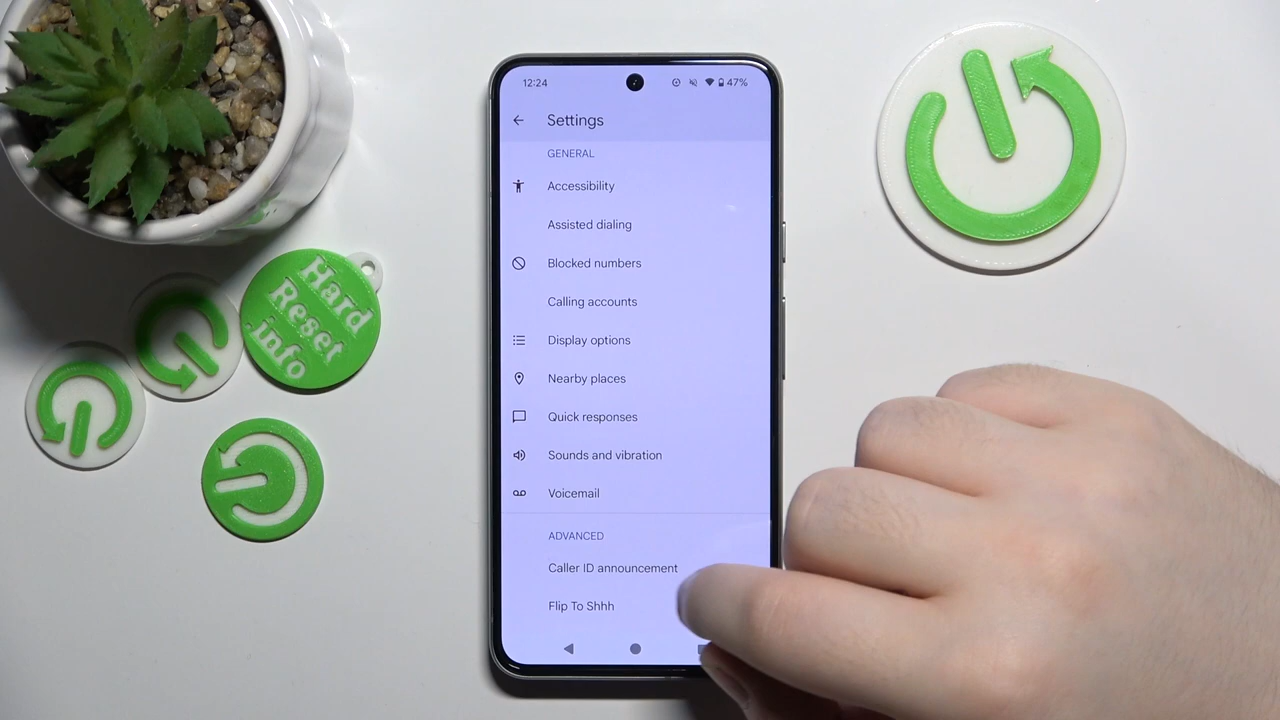 12:24
47%
Settings
GENERAL
Accessibility
Assisted dialing
Blocked numbers
Calling accounts
Display options
Nearby places
Quick responses
Sounds and vibration
Voicemail
ADVANCED
Caller ID announcement
Flip To Shhh
Hard
Reset
.info